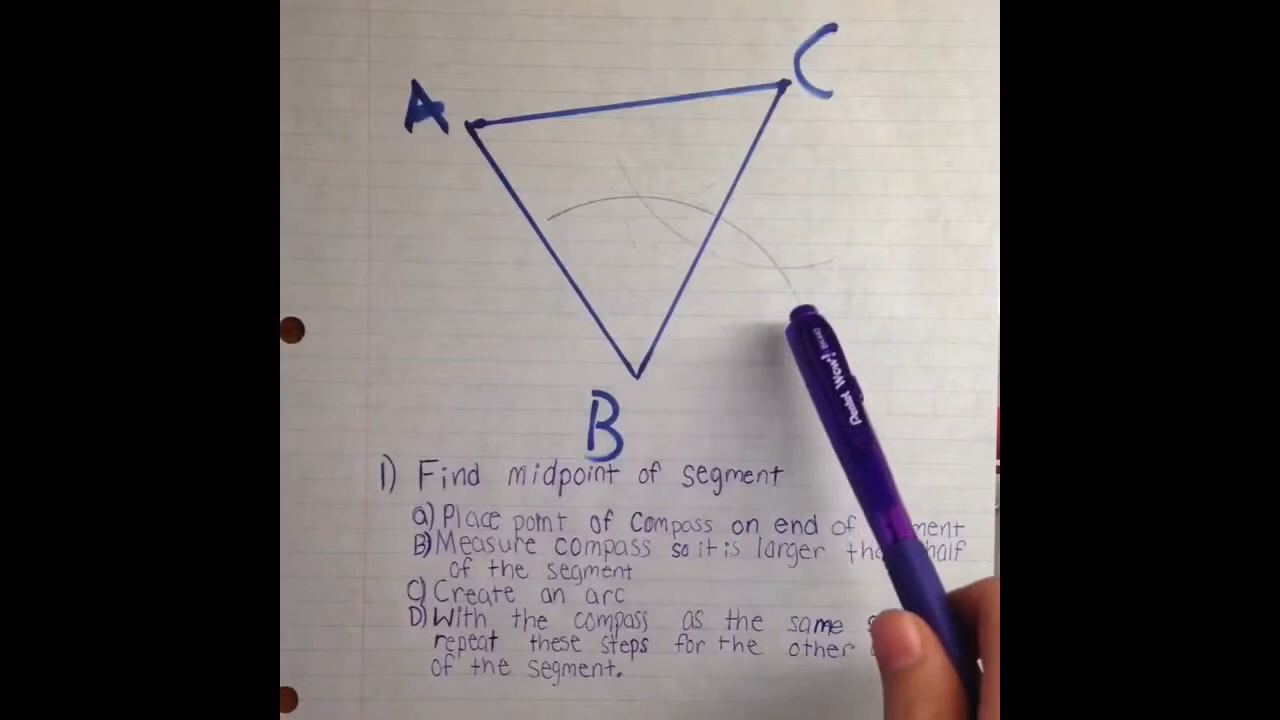 C
A
B
1) Find midpoint of segment
a) Place point of compass on end of
B) Measure compass so it is larger half
of the segment
C) Create an arc
D) With the compass as the same
repeat these steps for the other
of the segment.
Pentel Wow!